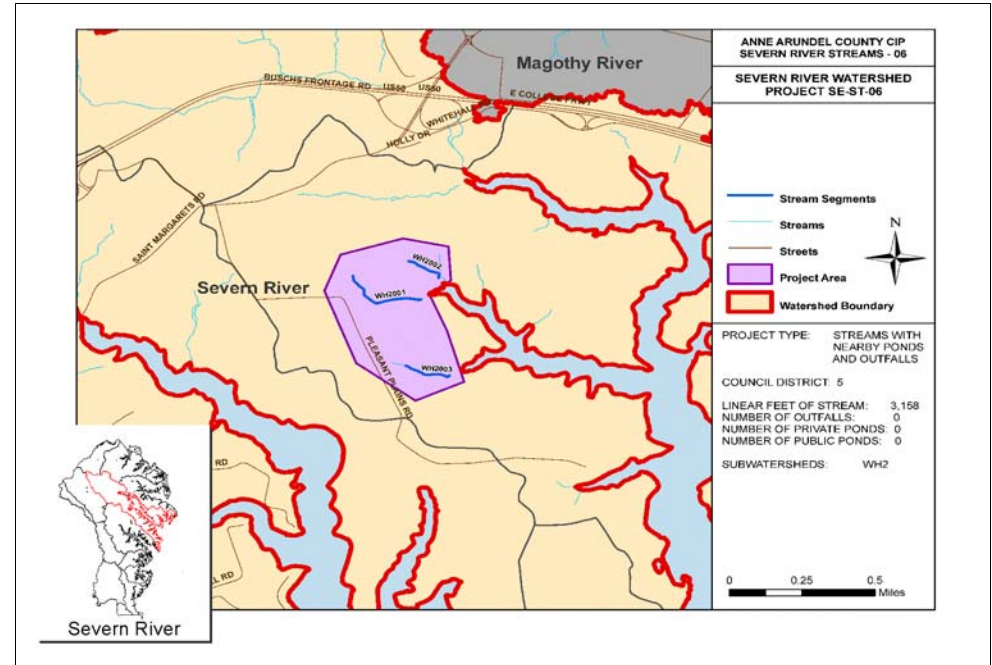 ANNE ARUNDEL COUNTY CIP
SEVERN RIVER STREAMS - 06
SEVERN RIVER WATERSHED
PROJECT SE-ST-06
Magothy River
BUSCHS FRONTAGE RD
US50
US50
E COLLEGE
WHITEHALL
HOLLY DR
SAINT MARGARETS RD
Severn River
WH2002
WH2001
WH2003
PLEASANT PLAINS RD
RD
RD
Stream Segments
Streams
Streets
Project Area
Watershed Boundary
N
PROJECT TYPE: STREAMS WITH
NEARBY PONDS
AND OUTFALLS
COUNCIL DISTRICT: 5
LINEAR FEET OF STREAM: 3,158
NUMBER OF OUTFALLS: 0
NUMBER OF PRIVATE PONDS: 0
NUMBER OF PUBLIC PONDS: 0
SUBWATERSHEDS: WH2
0 0.25 0.5
Miles
Severn River